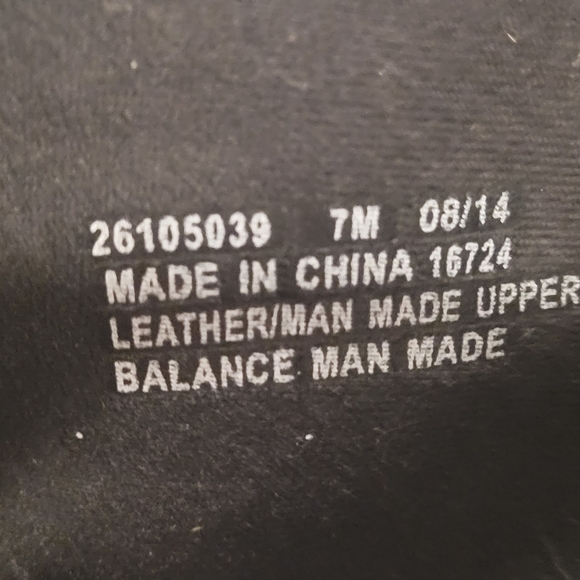 26105039 7M 08/14
MADE IN CHINA 16724
LEATHER/MAN MADE UPPER
BALANCE MAN MADE